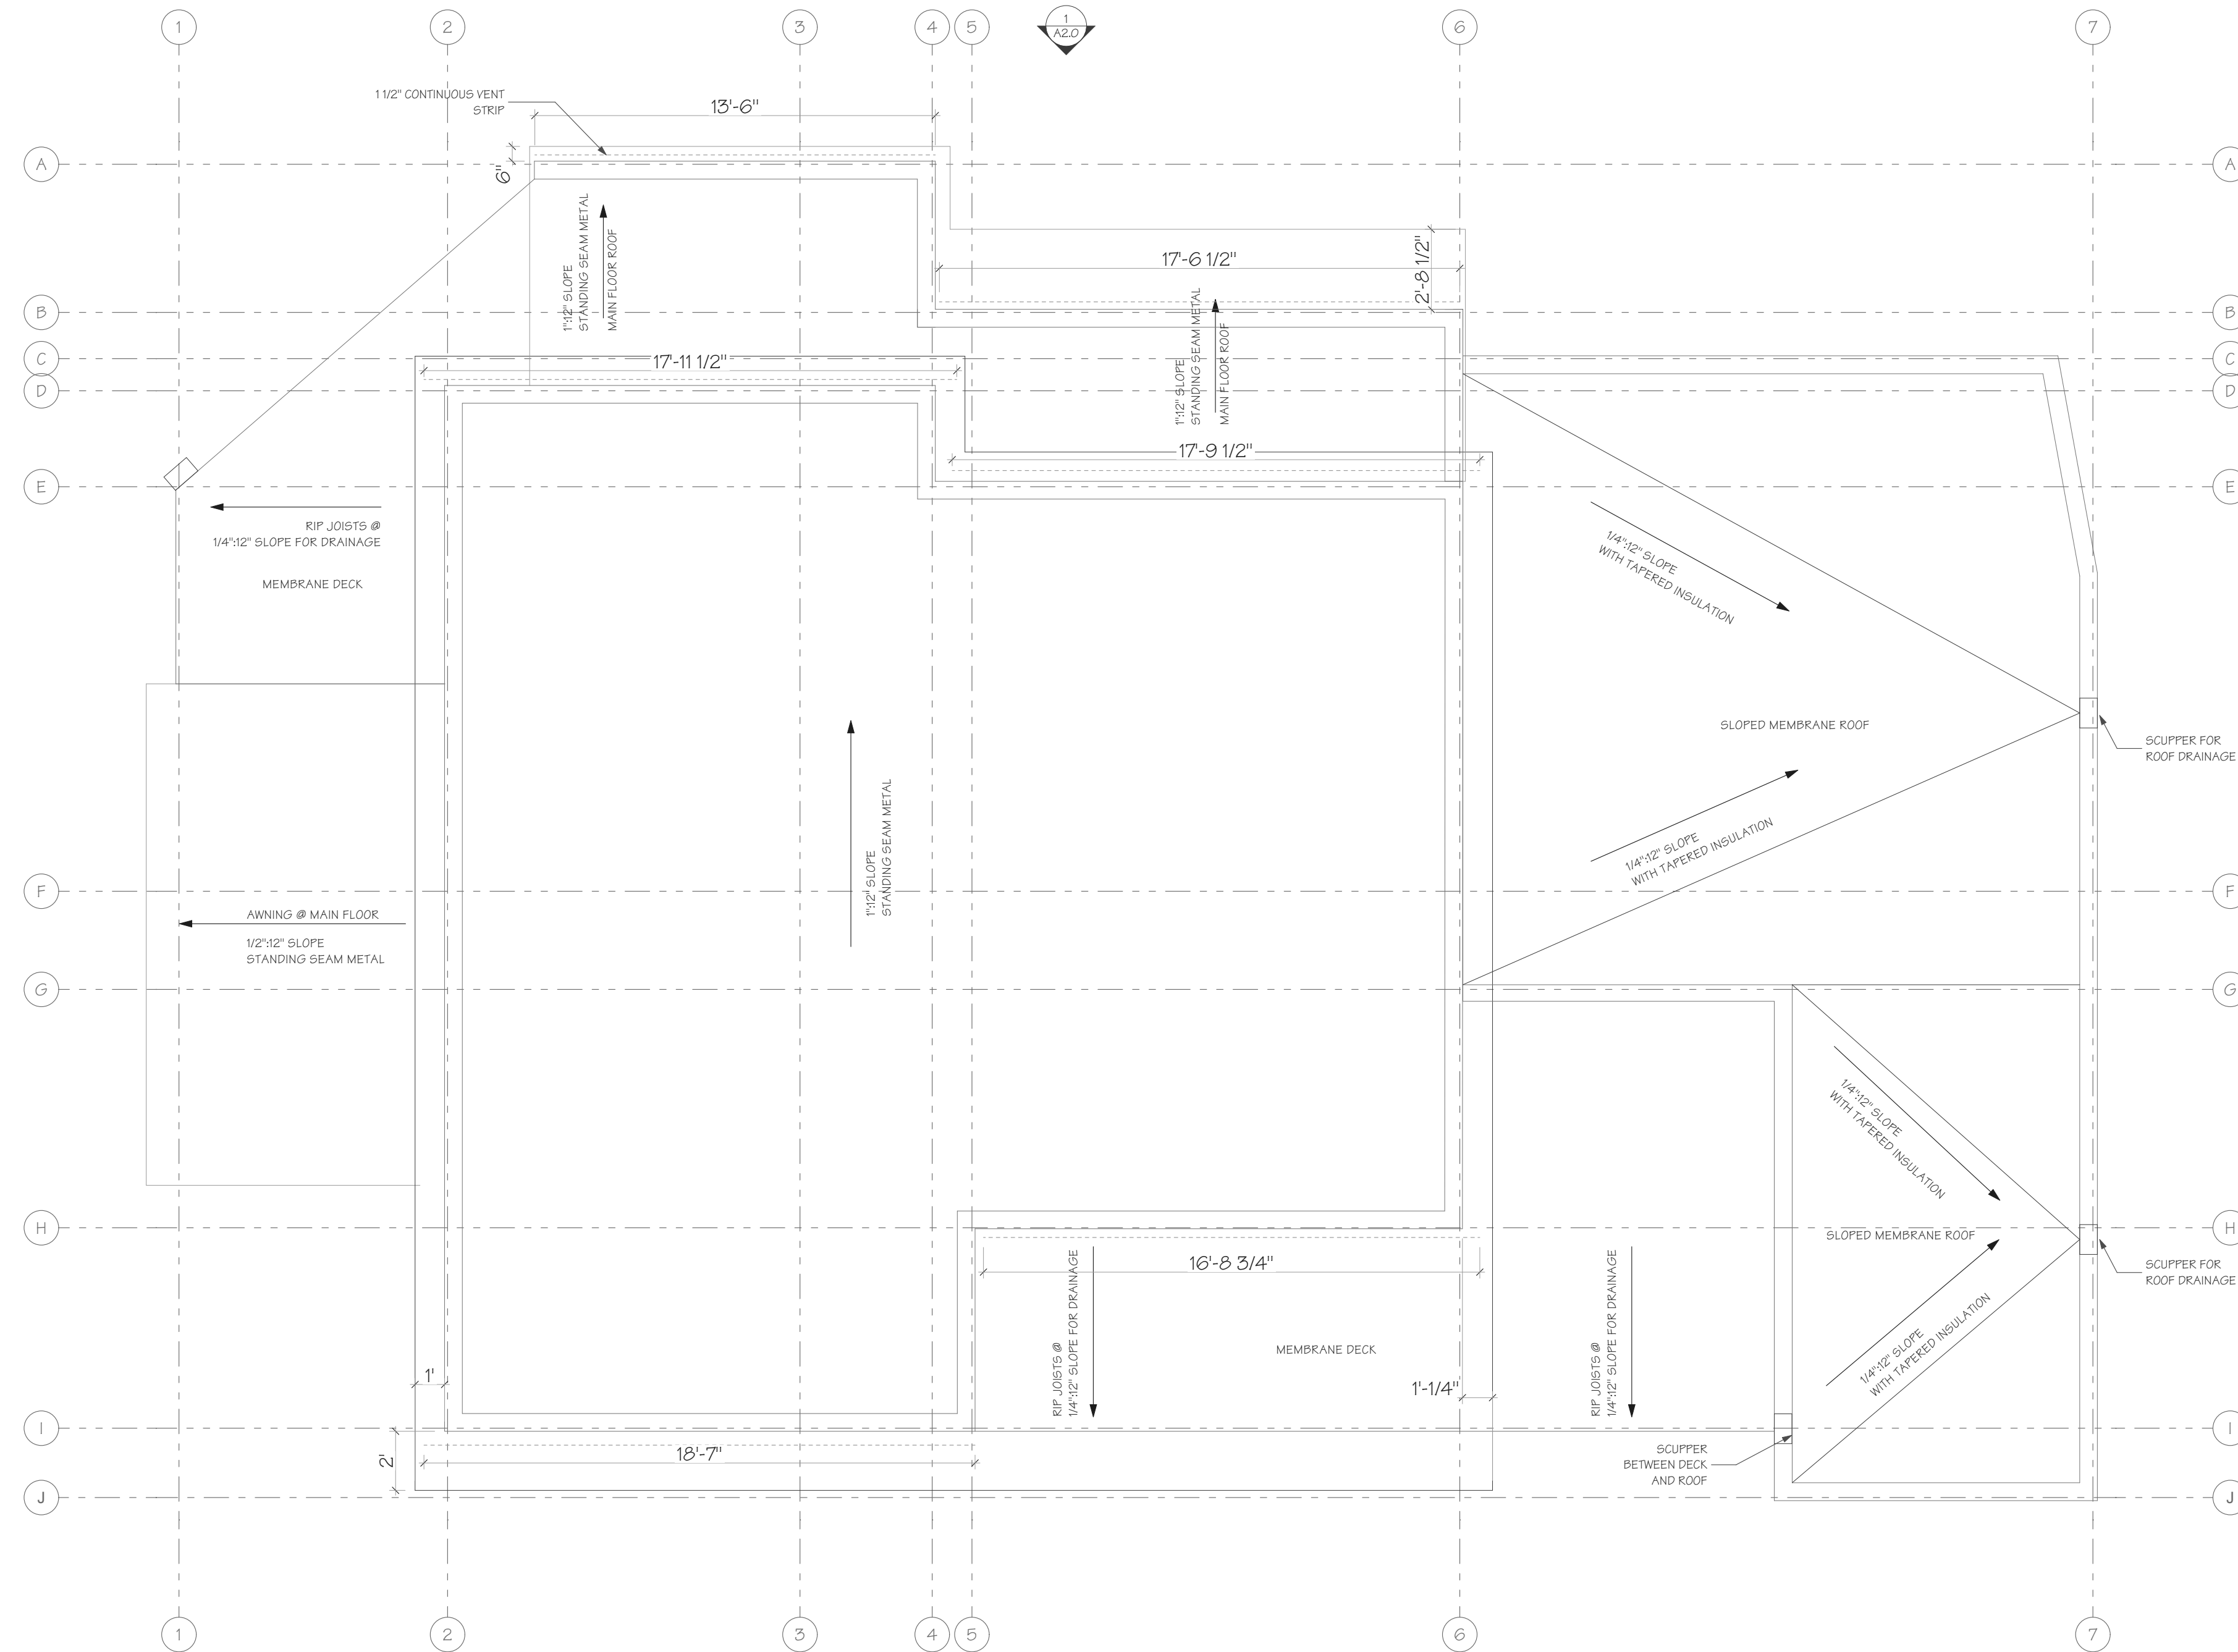 1
2
3
4
5
1
A2.0
6
7
1 1/2" CONTINUOUS VENT
STRIP
13'-6"
A
A
6"
1":12" SLOPE
STANDING SEAM METAL
MAIN FLOOR ROOF
17'-6 1/2"
2'-8 1/2"
B
B
1":12" SLOPE
STANDING SEAM METAL
MAIN FLOOR ROOF
C
17'-11 1/2"
C
D
D
17'-9 1/2"
E
E
RIP JOISTS @
1/4":12" SLOPE FOR DRAINAGE
MEMBRANE DECK
1/4":12" SLOPE
WITH TAPERED INSULATION
SLOPED MEMBRANE ROOF
SCUPPER FOR
ROOF DRAINAGE
1":12" SLOPE
STANDING SEAM METAL
1/4":12" SLOPE
WITH TAPERED INSULATION
F
F
AWNING @ MAIN FLOOR
1/2":12" SLOPE
STANDING SEAM METAL
G
G
1/4":12" SLOPE
WITH TAPERED INSULATION
H
H
SLOPED MEMBRANE ROOF
16'-8 3/4"
SCUPPER FOR
ROOF DRAINAGE
RIP JOISTS @
1/4":12" SLOPE FOR DRAINAGE
MEMBRANE DECK
RIP JOISTS @
1/4":12" SLOPE FOR DRAINAGE
1/4":12" SLOPE
WITH TAPERED INSULATION
1'
1'-1/4"
I
I
2'
18'-7"
SCUPPER
BETWEEN DECK
AND ROOF
J
J
1
2
3
4
5
6
7